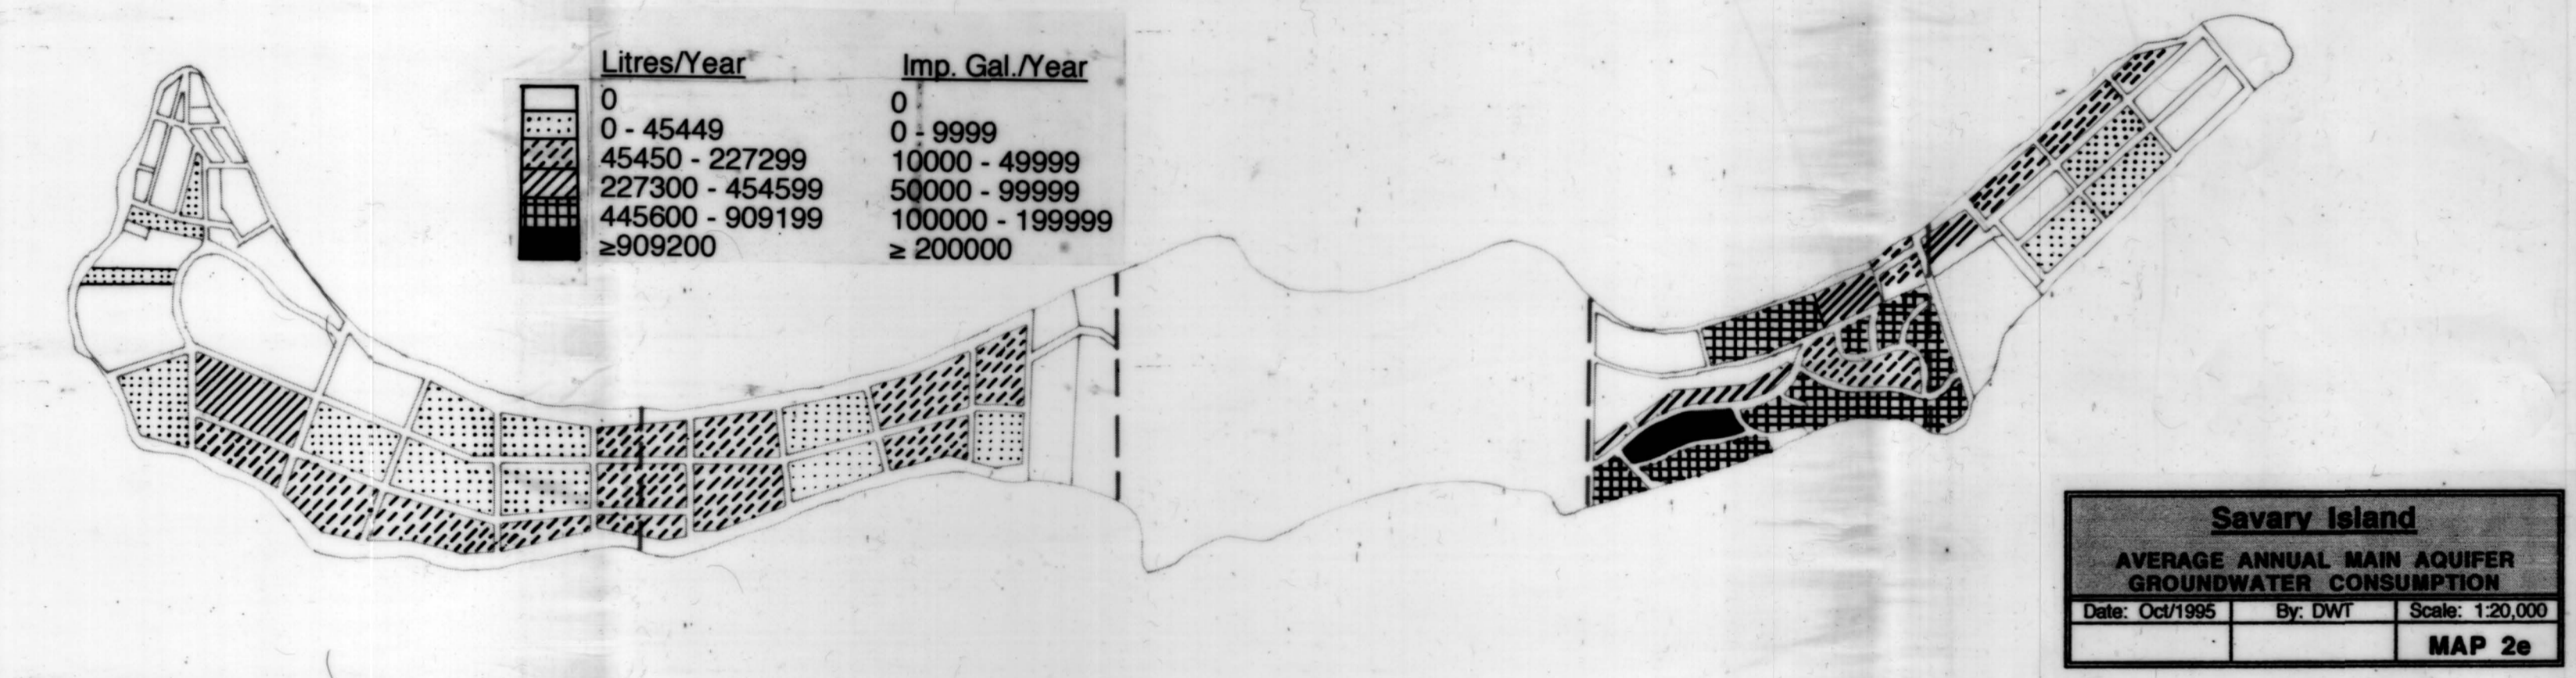 Litres/Year Imp. Gal./Year
0 0
0 - 45449 0 - 9999
45450 - 227299 10000 - 49999
227300 - 454599 50000 - 99999
445600 - 909199 100000 - 199999
≥909200 ≥ 200000
Savary Island
AVERAGE ANNUAL MAIN AQUIFER
GROUNDWATER CONSUMPTION
Date: Oct/1995 By: DWT Scale: 1:20,000
MAP 2e